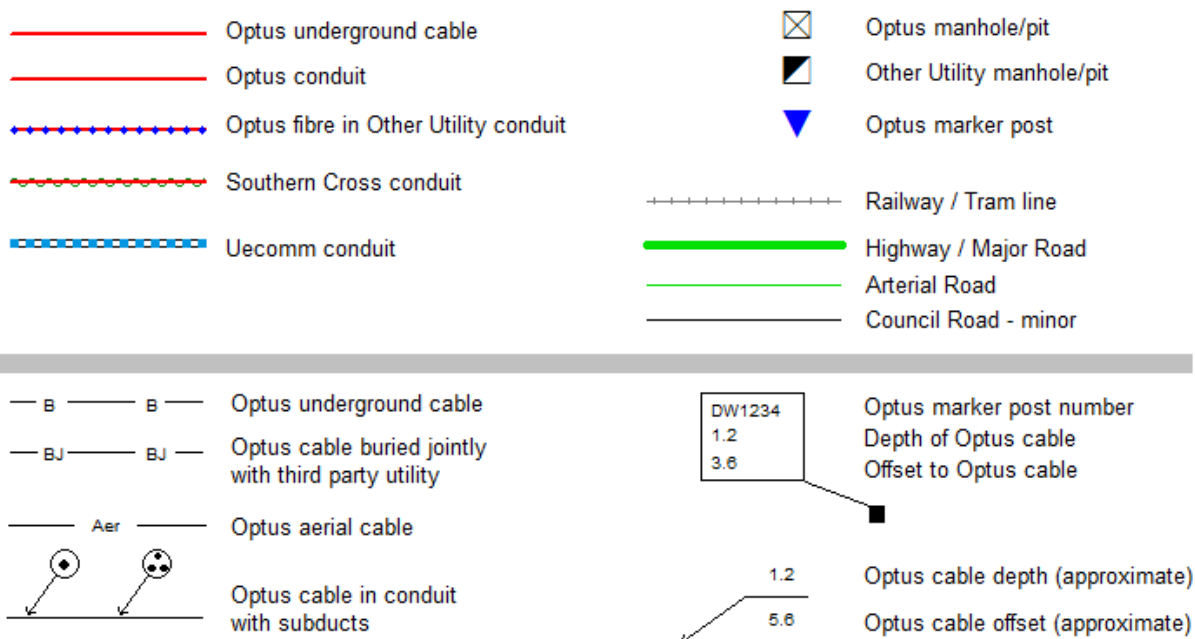 Optus underground cable
Optus conduit
Optus fibre in Other Utility conduit
Southern Cross conduit
Uecomm conduit
Optus manhole/pit
Other Utility manhole/pit
Optus marker post
Railway / Tram line
Highway / Major Road
Arterial Road
Council Road - minor
B B Optus underground cable
BJ BJ Optus cable buried jointly
with third party utility
Aer Optus aerial cable
Optus cable in conduit
with subducts
DW1234 Optus marker post number
1.2 Depth of Optus cable
3.6 Offset to Optus cable
1.2 Optus cable depth (approximate)
5.6 Optus cable offset (approximate)